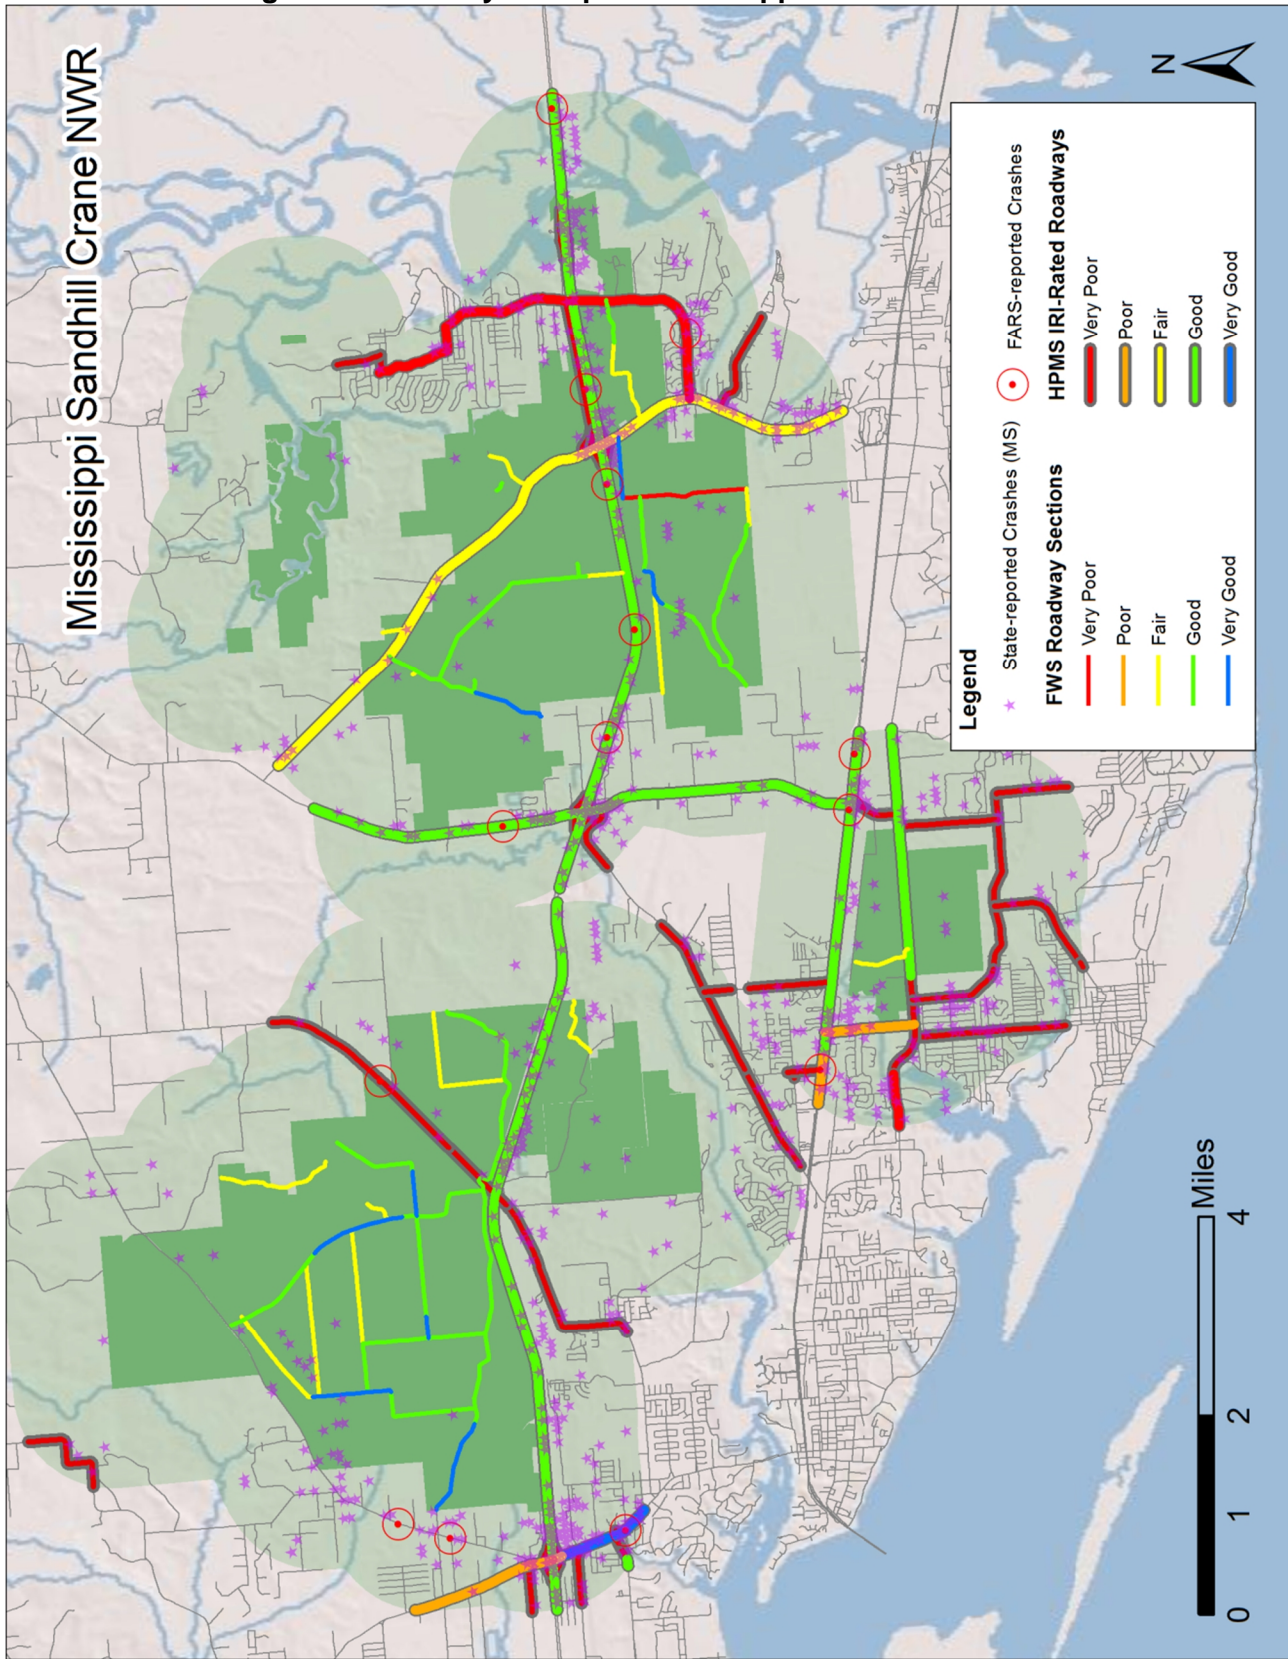 Mississippi Sandhill Crane NWR
N
Legend
State-reported Crashes (MS)
FARS-reported Crashes
FWS Roadway Sections
Very Poor
Poor
Fair
Good
Very Good
HPMS IRI-Rated Roadways
Very Poor
Poor
Fair
Good
Very Good
0 1 2 4
Miles